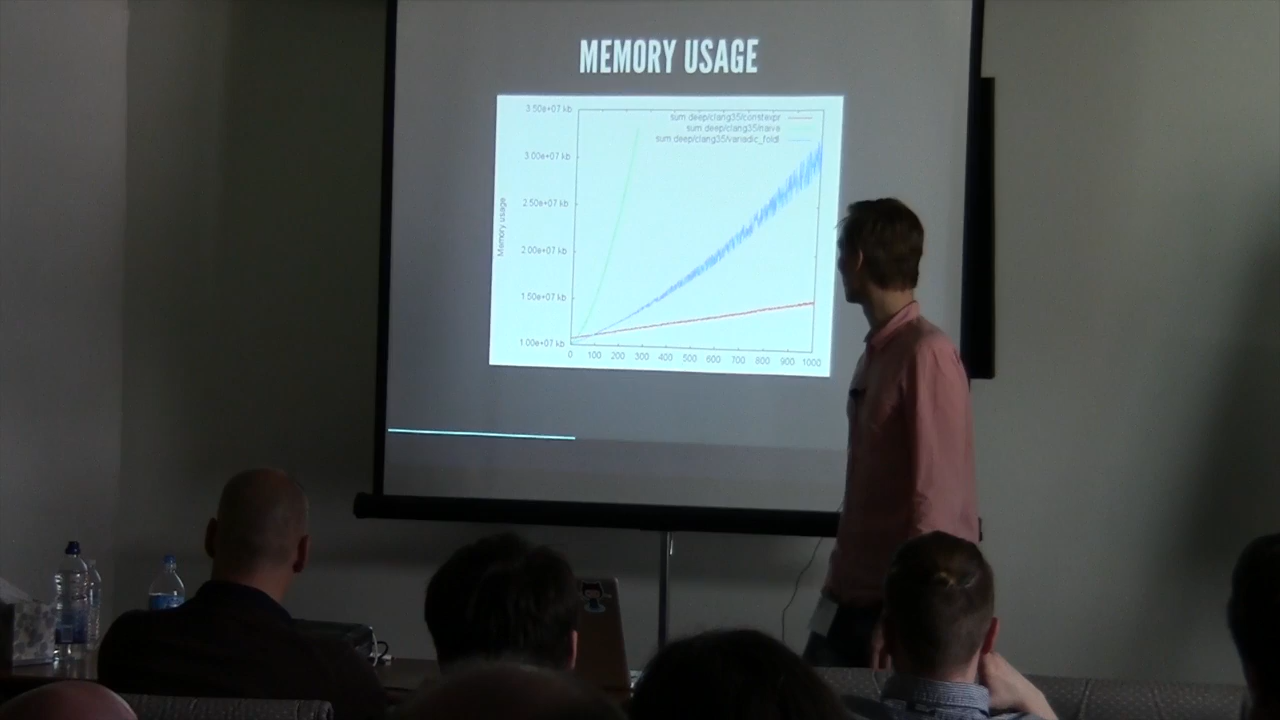 MEMORY USAGE
3.50e+07 kb
sum deep/clang35/constexpr
sum deep/clang35/naive
sum deep/clang35/variadic_foldl
3.00e+07 kb
2.50e+07 kb
2.00e+07 kb
1.50e+07 kb
1.00e+07 kb
Memory usage
0 100 200 300 400 500 600 700 800 900 1000